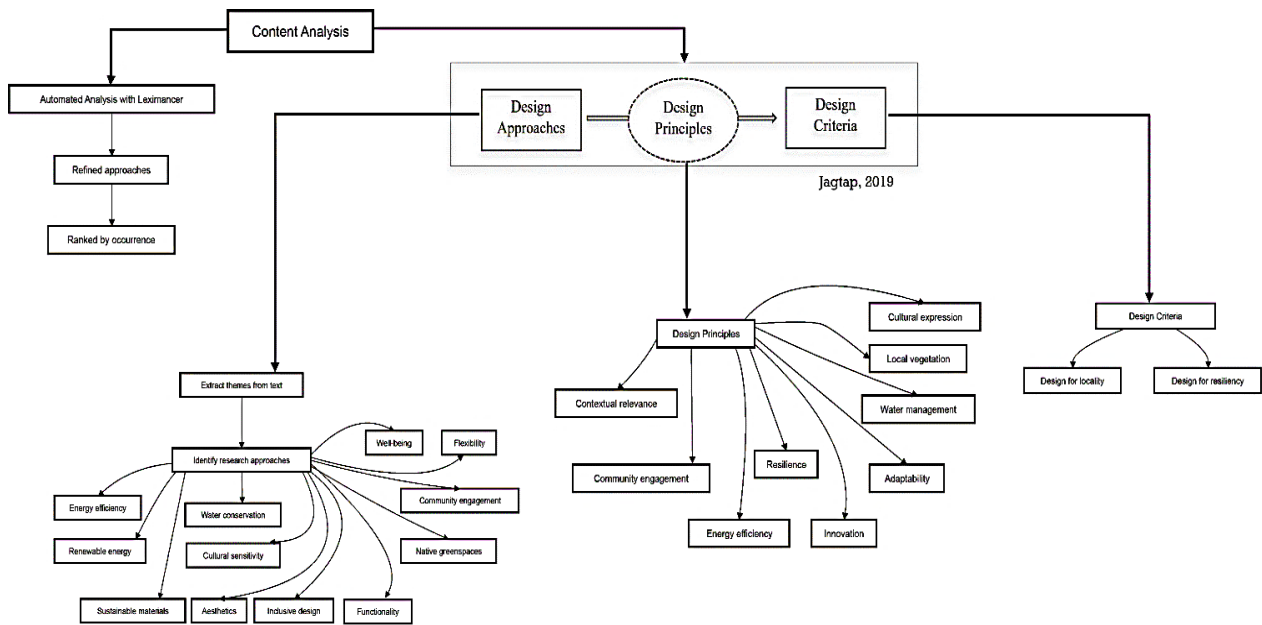 Content Analysis
Automated Analysis with Leximancer
Refined approaches
Ranked by occurrence
Design
Approaches
Design
Principles
Design
Criteria
Jagtap, 2019
Extract themes from text
Identify research approaches
Well-being
Flexibility
Community engagement
Energy efficiency
Water conservation
Renewable energy
Cultural sensitivity
Native greenspaces
Sustainable materials
Aesthetics
Inclusive design
Functionality
Design Principles
Cultural expression
Local vegetation
Contextual relevance
Water management
Community engagement
Resilience
Adaptability
Energy efficiency
Innovation
Design Criteria
Design for locality
Design for resiliency